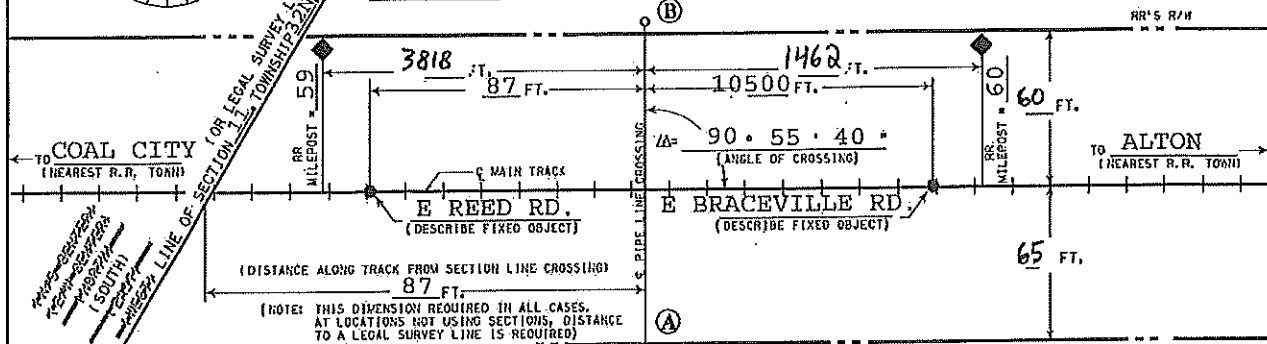 Ⓑ
RR'S R/W
(OR LEGAL SURVEY L
LINE OF SECTION 11, TOWNSHIP 32N
3818 FT.
1462 FT.
87 FT.
10500 FT.
RR. MILEPOST = 59
RR. MILEPOST = 60
60 FT.
∠A= 90 · 55 ' 40 "
(ANGLE OF CROSSING)
← TO COAL CITY
(NEAREST R.R. TOWN)
TO ALTON →
(NEAREST R.R. TOWN)
℄ MAIN TRACK
℄ PIPE LINE CROSSING
E REED RD.
(DESCRIBE FIXED OBJECT)
E BRACEVILLE RD.
(DESCRIBE FIXED OBJECT)
(SOUTH)
(DISTANCE ALONG TRACK FROM SECTION LINE CROSSING)
87 FT.
65 FT.
(NOTE: THIS DIMENSION REQUIRED IN ALL CASES.
AT LOCATIONS NOT USING SECTIONS, DISTANCE
TO A LEGAL SURVEY LINE IS REQUIRED)
Ⓐ